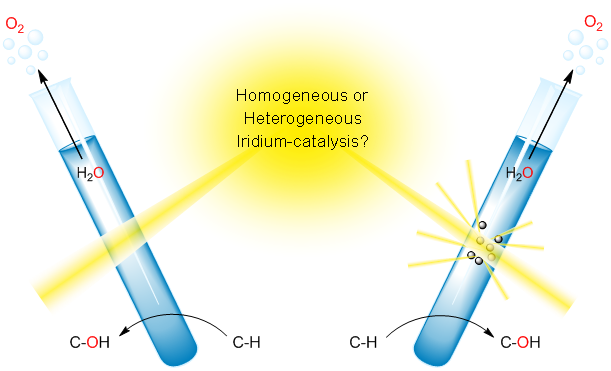 O₂
O₂
Homogeneous or
Heterogeneous
Iridium-catalysis?
H₂O
H₂O
C-OH
C-H
C-H
C-OH